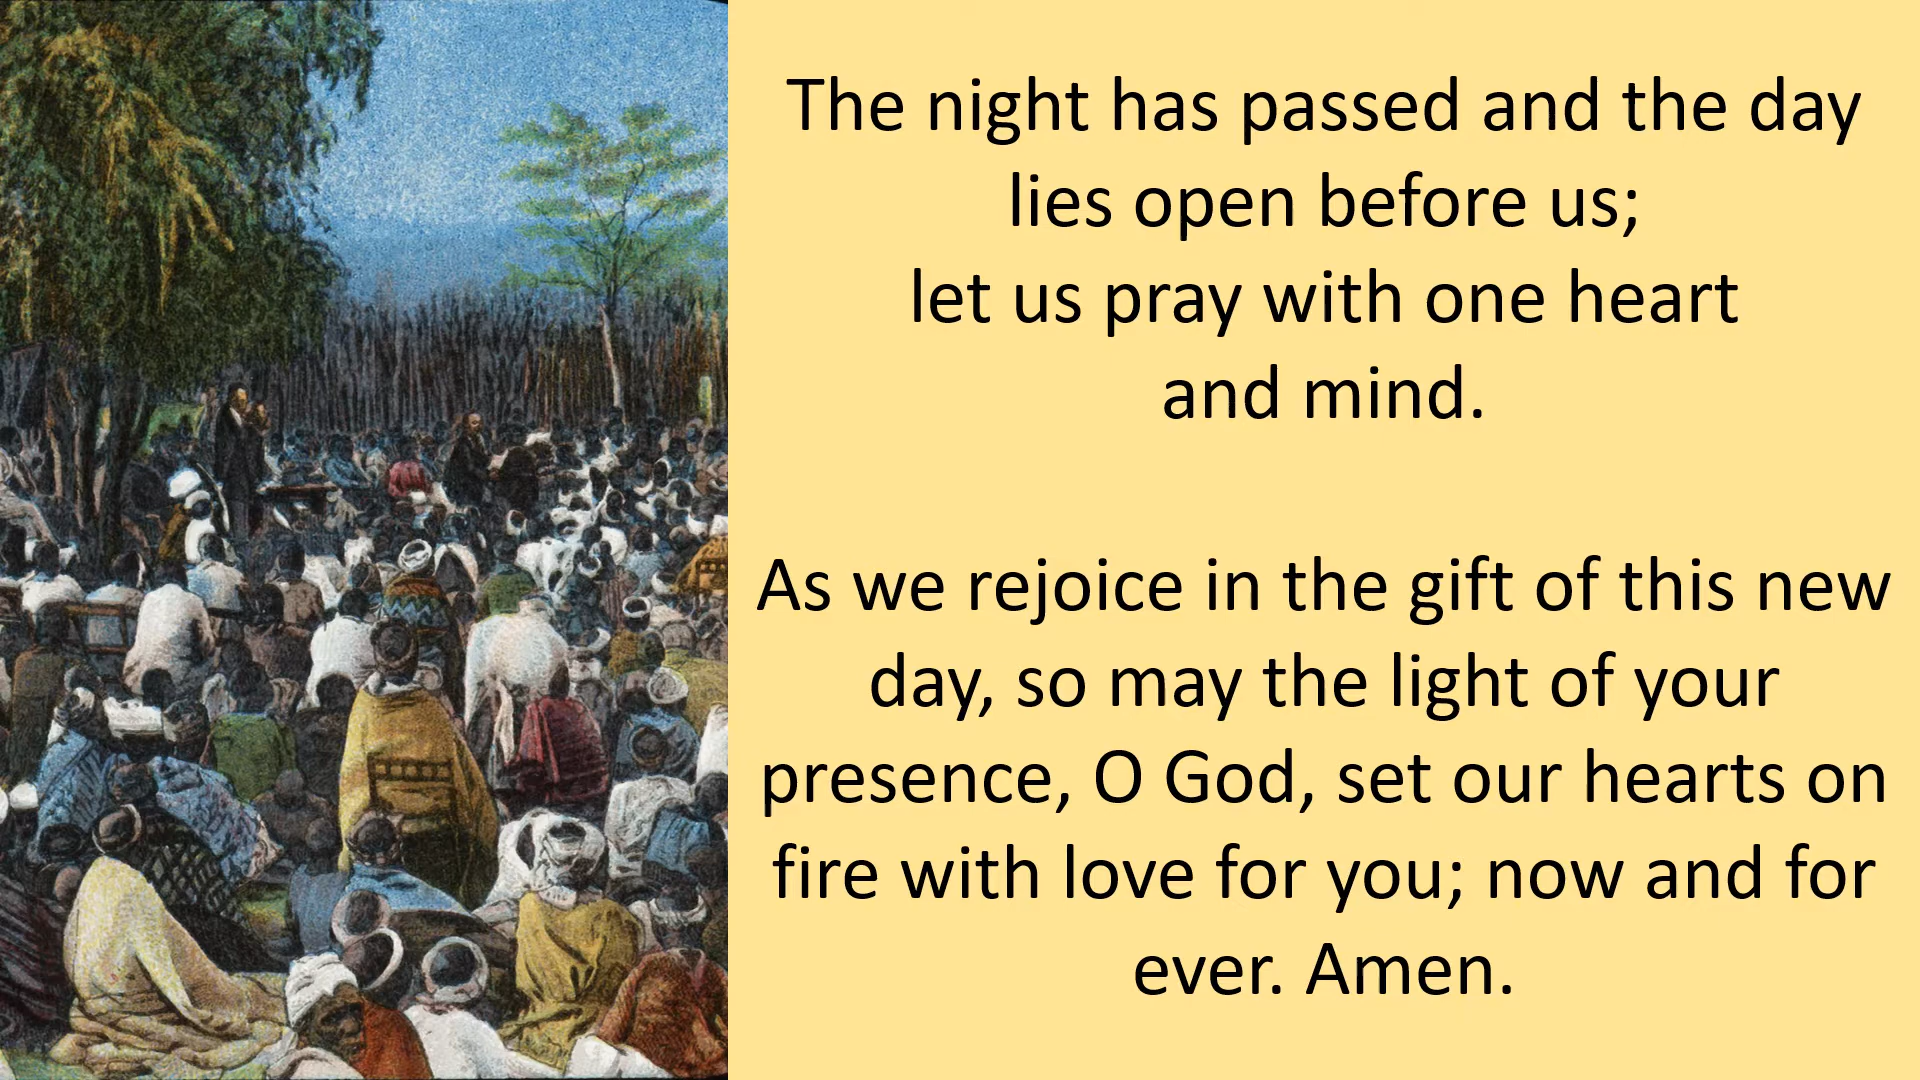 The night has passed and the day
lies open before us;
let us pray with one heart
and mind.
As we rejoice in the gift of this new
day, so may the light of your
presence, O God, set our hearts on
fire with love for you; now and for
ever. Amen.